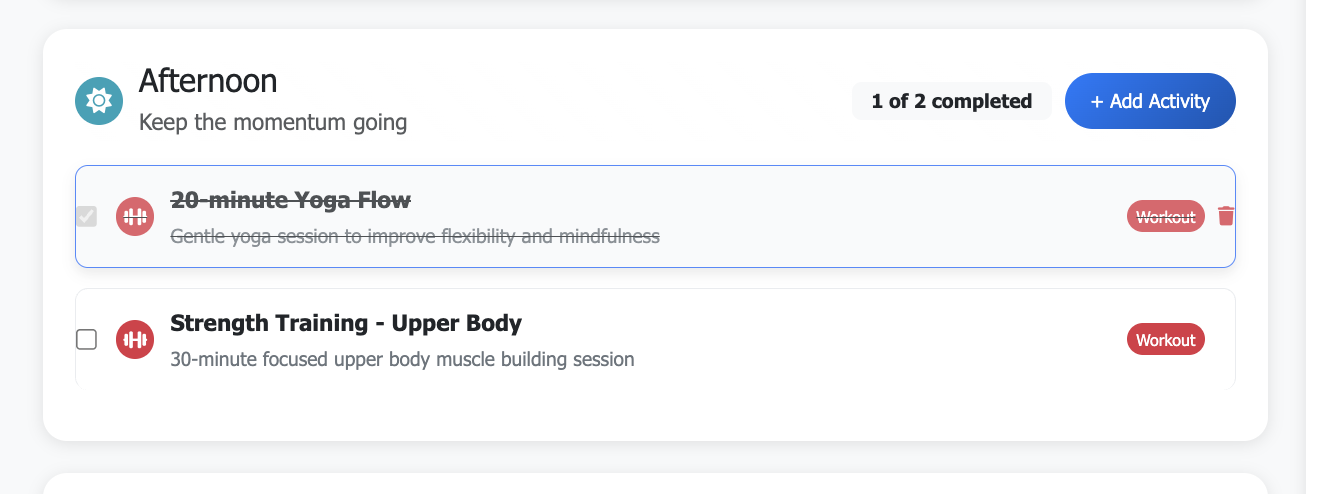 Afternoon
Keep the momentum going
1 of 2 completed
+ Add Activity
20-minute Yoga Flow
Gentle yoga session to improve flexibility and mindfulness
Workout
Strength Training - Upper Body
30-minute focused upper body muscle building session
Workout